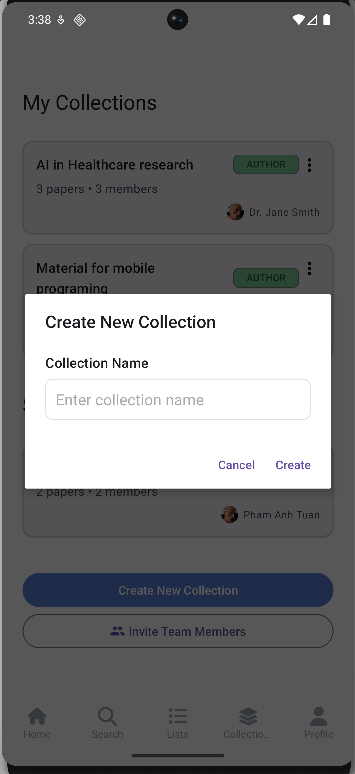 3:38
My Collections
AI in Healthcare research
AUTHOR
3 papers • 3 members
Dr. Jane Smith
Material for mobile
programing
AUTHOR
Create New Collection
Collection Name
Enter collection name
Cancel
Create
2 papers • 2 members
Pham Anh Tuan
Create New Collection
Invite Team Members
Home
Search
Lists
Collectio...
Profile